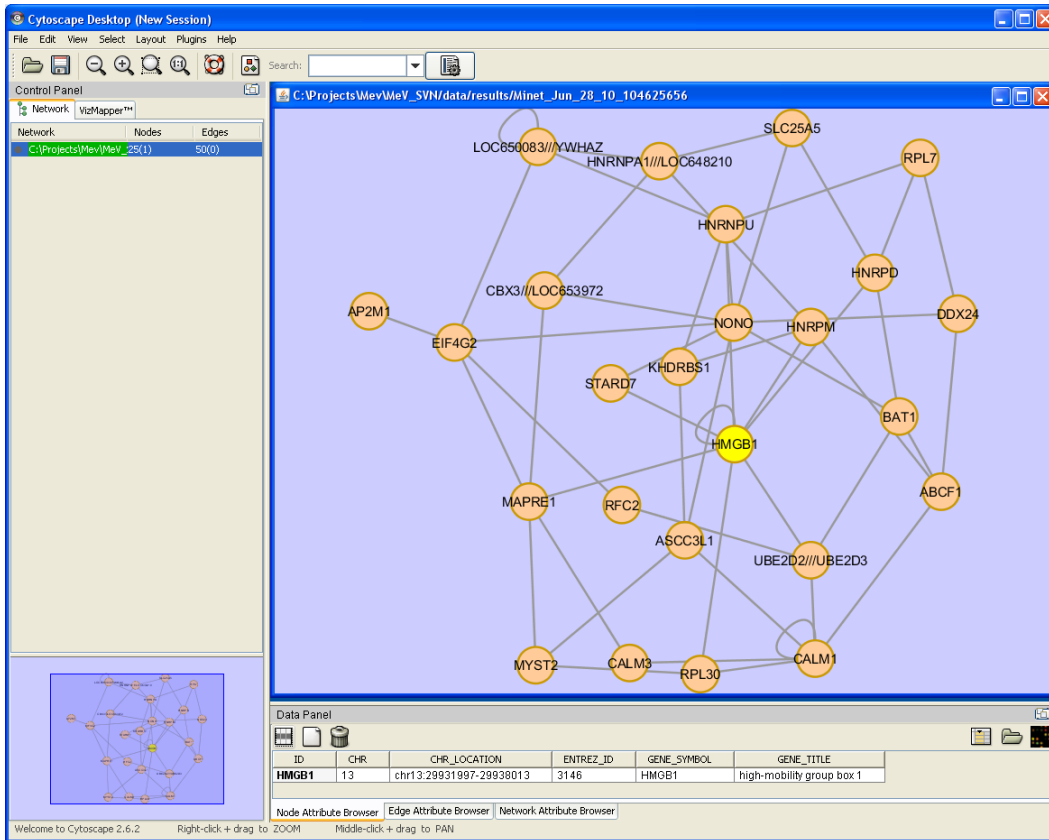 Cytoscape Desktop (New Session)
File Edit View Select Layout Plugins Help
Search:
Control Panel
Network VizMapper™
Network Nodes Edges
C:\Projects\Mev\MeV_ 25(1) 50(0)
C:\Projects\Mev\MeV_SVN/data/results/Minet_Jun_28_10_104625656
SLC25A5
LOC650083///YWHAZ
HNRNPA1///LOC648210
RPL7
HNRNPU
HNRPD
CBX3///LOC653972
AP2M1
DDX24
NONO
HNRPM
EIF4G2
KHDRBS1
STARD7
BAT1
HMGB1
ABCF1
MAPRE1
RFC2
ASCC3L1
UBE2D2///UBE2D3
CALM1
MYST2
CALM3
RPL30
Data Panel
ID CHR CHR_LOCATION ENTREZ_ID GENE_SYMBOL GENE_TITLE
HMGB1 13 chr13:29931997-29938013 3146 HMGB1 high-mobility group box 1
Node Attribute Browser Edge Attribute Browser Network Attribute Browser
Welcome to Cytoscape 2.6.2 Right-click + drag to ZOOM Middle-click + drag to PAN